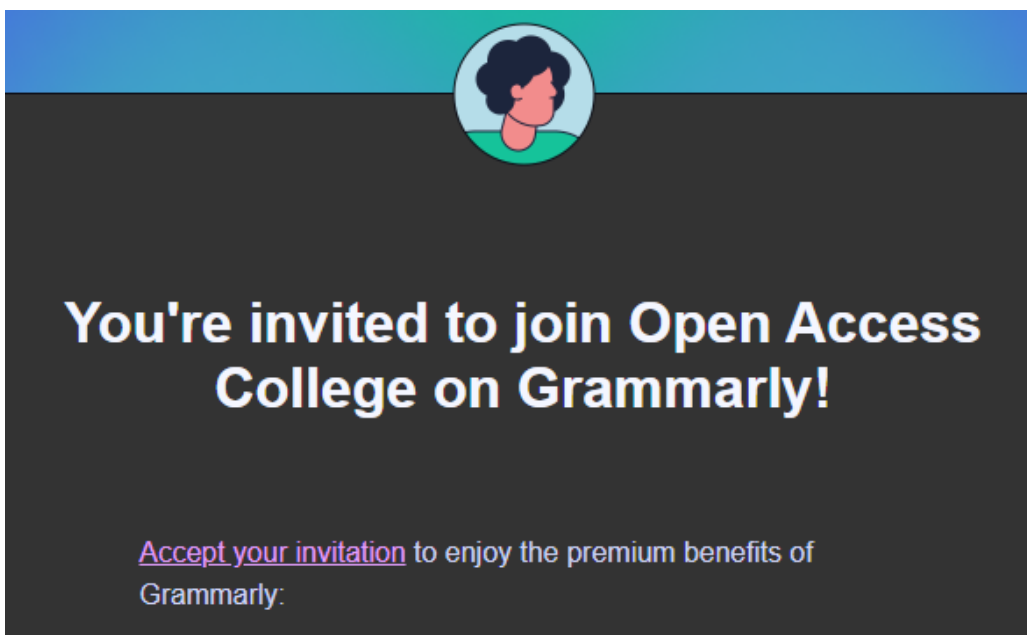 You're invited to join Open Access
College on Grammarly!
Accept your invitation to enjoy the premium benefits of
Grammarly: